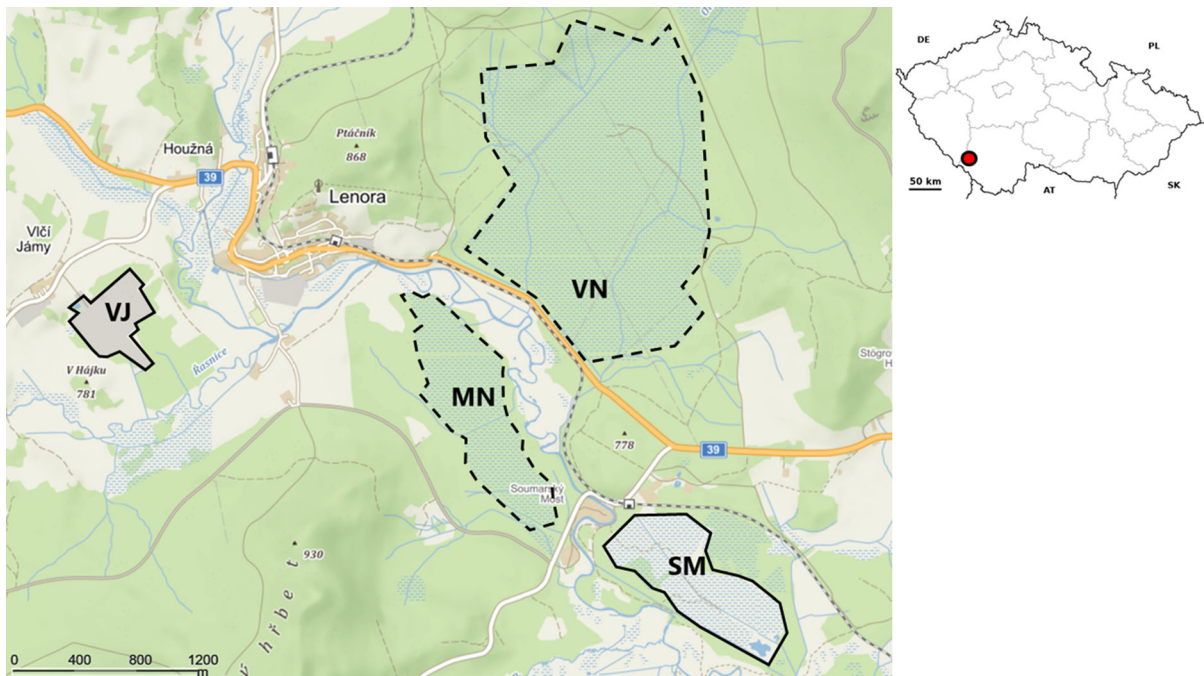 DE
PL
AT
SK
50 km
Ptáčník
868
Houžná
39
Lenora
Vlčí
Jámy
VJ
VN
Řasnice
V Hájku
781
MN
778
39
Soumarský
Most
SM
930
ý hřbet
0 400 800 1200
m